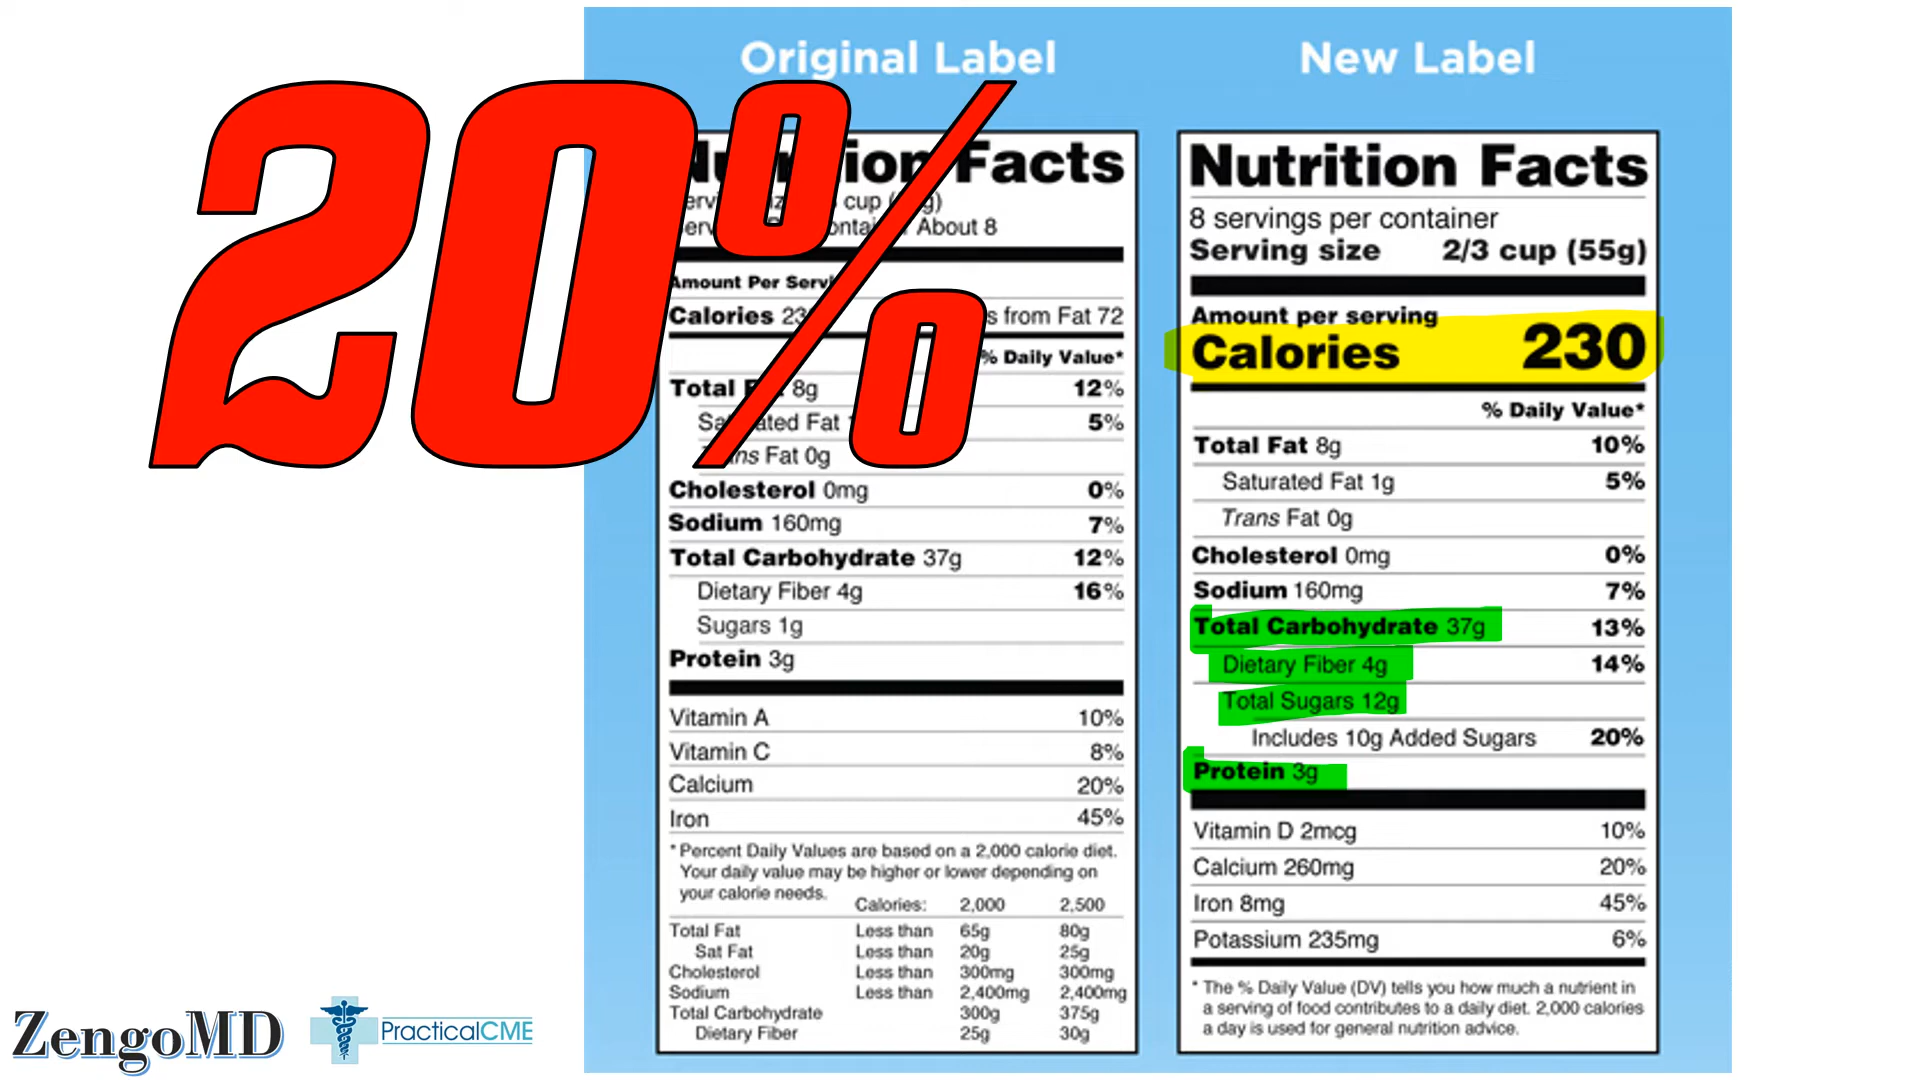 Original Label
New Label
20%
Facts
cup
About 8
Amount Per
Calories
from Fat 72
% Daily Value*
Total 8g 12%
Fat 5%
Fat 0g
Cholesterol 0mg 0%
Sodium 160mg 7%
Total Carbohydrate 37g 12%
Dietary Fiber 4g 16%
Sugars 1g
Protein 3g
Vitamin A 10%
Vitamin C 8%
Calcium 20%
Iron 45%
* Percent Daily Values are based on a 2,000 calorie diet.
Your daily value may be higher or lower depending on
your calorie needs.
Calories: 2,000 2,500
Total Fat Less than 65g 80g
Sat Fat Less than 20g 25g
Cholesterol Less than 300mg 300mg
Sodium Less than 2,400mg 2,400mg
Total Carbohydrate 300g 375g
Dietary Fiber 25g 30g
Nutrition Facts
8 servings per container
Serving size 2/3 cup (55g)
Amount per serving
Calories 230
% Daily Value*
Total Fat 8g 10%
Saturated Fat 1g 5%
Trans Fat 0g
Cholesterol 0mg 0%
Sodium 160mg 7%
Total Carbohydrate 37g 13%
Dietary Fiber 4g 14%
Total Sugars 12g
Includes 10g Added Sugars 20%
Protein 3g
Vitamin D 2mcg 10%
Calcium 260mg 20%
Iron 8mg 45%
Potassium 235mg 6%
* The % Daily Value (DV) tells you how much a nutrient in
a serving of food contributes to a daily diet. 2,000 calories
a day is used for general nutrition advice.
ZengoMD
PracticalCME